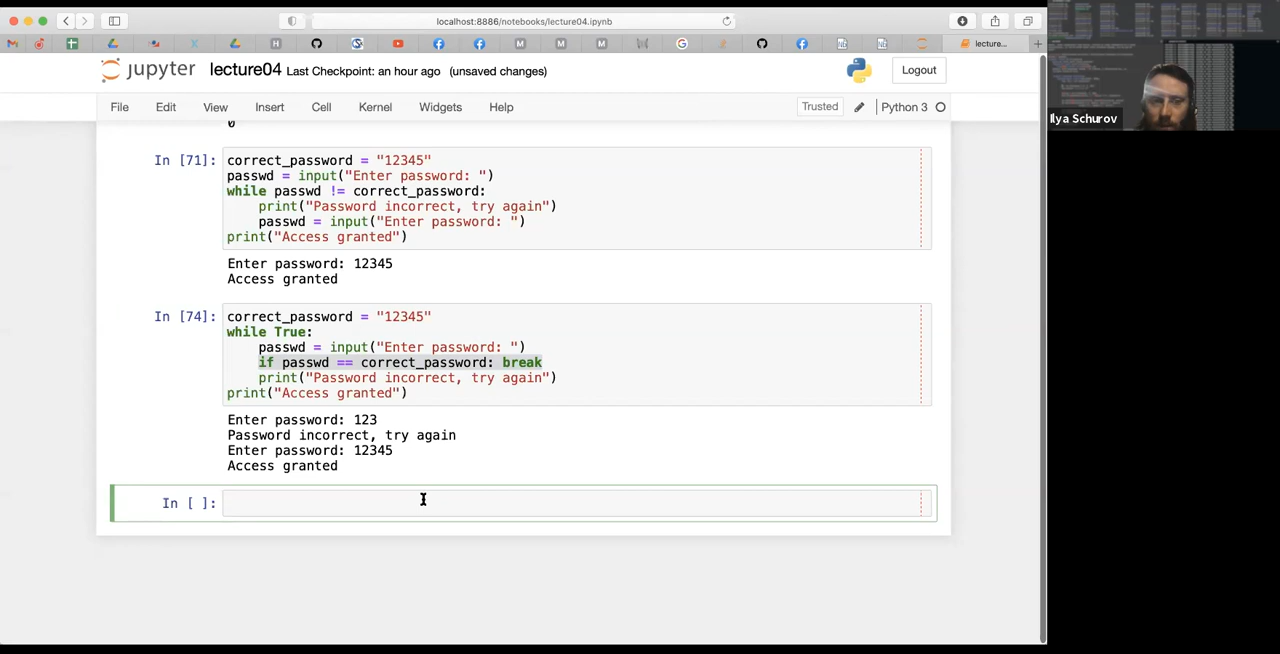 localhost:8886/notebooks/lecture04.ipynb
lecture...
jupyter lecture04 Last Checkpoint: an hour ago (unsaved changes)
Logout
File Edit View Insert Cell Kernel Widgets Help
Trusted Python 3
Ilya Schurov
0
In [71]: correct_password = "12345"
passwd = input("Enter password: ")
while passwd != correct_password:
print("Password incorrect, try again")
passwd = input("Enter password: ")
print("Access granted")
Enter password: 12345
Access granted
In [74]: correct_password = "12345"
while True:
passwd = input("Enter password: ")
if passwd == correct_password: break
print("Password incorrect, try again")
print("Access granted")
Enter password: 123
Password incorrect, try again
Enter password: 12345
Access granted
In [ ]: